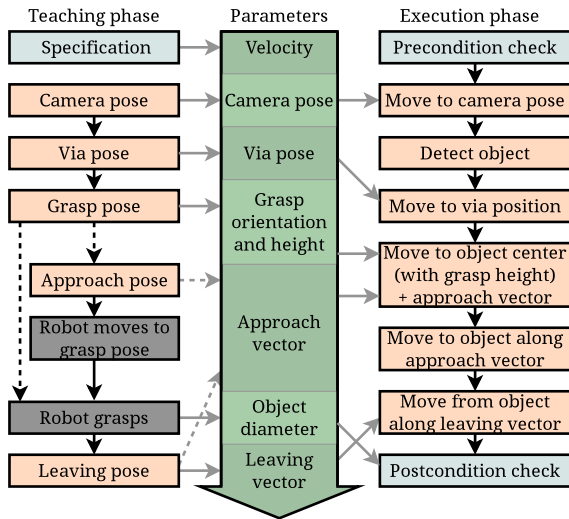 Teaching phase
Specification
Camera pose
Via pose
Grasp pose
Approach pose
Robot moves to
grasp pose
Robot grasps
Leaving pose
Parameters
Velocity
Camera pose
Via pose
Grasp
orientation
and height
Approach
vector
Object
diameter
Leaving
vector
Execution phase
Precondition check
Move to camera pose
Detect object
Move to via position
Move to object center
(with grasp height)
+ approach vector
Move to object along
approach vector
Move from object
along leaving vector
Postcondition check